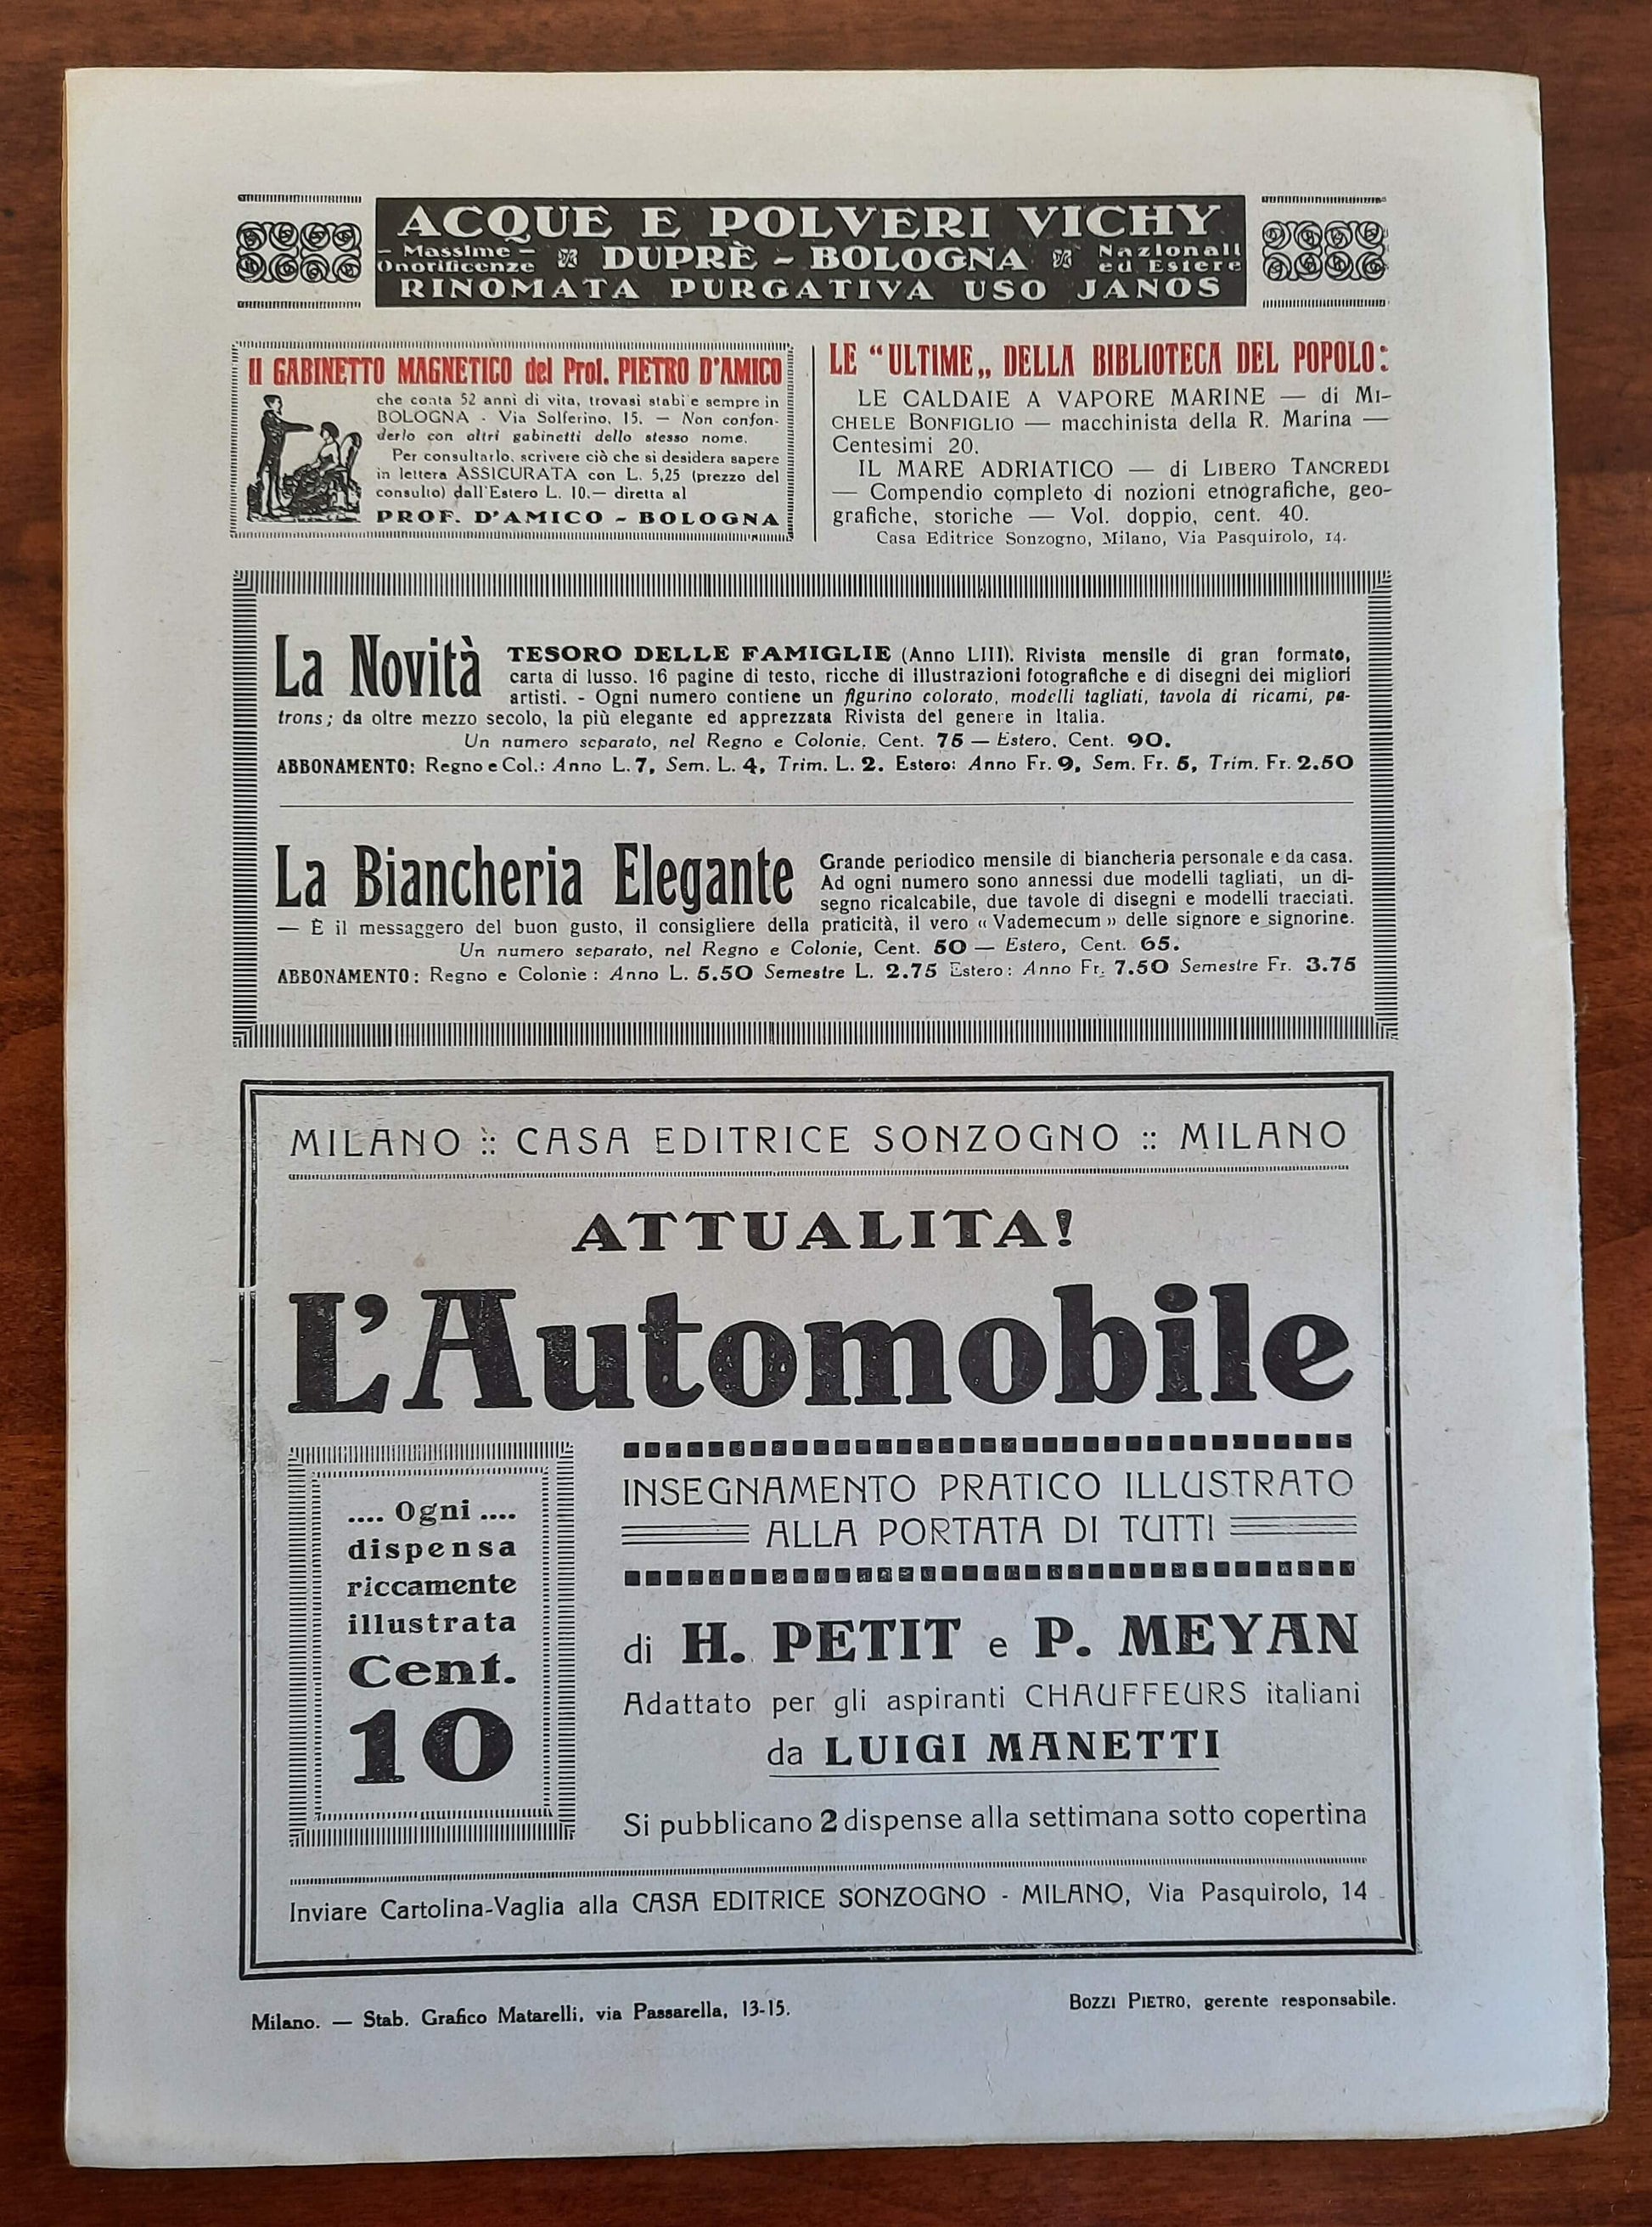 ACQUE E POLVERI VICHY
– Massime –
Onorificenze
DUPRÈ – BOLOGNA
Nazionali
ed Estere
RINOMATA PURGATIVA USO JANOS
Il GABINETTO MAGNETICO del Prof. PIETRO D'AMICO
che conta 52 anni di vita, trovasi stabile sempre in
BOLOGNA - Via Solferino, 15. — Non confon-
derlo con altri gabinetti dello stesso nome.
Per consultarlo, scrivere ciò che si desidera sapere
in lettera ASSICURATA con L. 5,25 (prezzo del
consulto) dall'Estero L. 10.— diretta al
PROF. D'AMICO - BOLOGNA
LE “ULTIME„ DELLA BIBLIOTECA DEL POPOLO:
LE CALDAIE A VAPORE MARINE — di MI-
CHELE BONFIGLIO — macchinista della R. Marina —
Centesimi 20.
IL MARE ADRIATICO — di LIBERO TANCREDI
— Compendio completo di nozioni etnografiche, geo-
grafiche, storiche — Vol. doppio, cent. 40.
Casa Editrice Sonzogno, Milano, Via Pasquirolo, 14.
La Novità
TESORO DELLE FAMIGLIE (Anno LIII). Rivista mensile di gran formato,
carta di lusso. 16 pagine di testo, ricche di illustrazioni fotografiche e di disegni dei migliori
artisti. - Ogni numero contiene un figurino colorato, modelli tagliati, tavola di ricami, pa-
trons; da oltre mezzo secolo, la più elegante ed apprezzata Rivista del genere in Italia.
Un numero separato, nel Regno e Colonie, Cent. 75 — Estero, Cent. 90.
ABBONAMENTO: Regno e Col.: Anno L. 7, Sem. L. 4, Trim. L. 2. Estero: Anno Fr. 9, Sem. Fr. 5, Trim. Fr. 2.50
La Biancheria Elegante
Grande periodico mensile di biancheria personale e da casa.
Ad ogni numero sono annessi due modelli tagliati, un di-
segno ricalcabile, due tavole di disegni e modelli tracciati.
— È il messaggero del buon gusto, il consigliere della praticità, il vero « Vademecum » delle signore e signorine.
Un numero separato, nel Regno e Colonie, Cent. 50 — Estero, Cent. 65.
ABBONAMENTO: Regno e Colonie: Anno L. 5.50 Semestre L. 2.75 Estero: Anno Fr. 7.50 Semestre Fr. 3.75
MILANO :: CASA EDITRICE SONZOGNO :: MILANO
ATTUALITA!
L'Automobile
.... Ogni ....
dispensa
riccamente
illustrata
Cent.
10
INSEGNAMENTO PRATICO ILLUSTRATO
ALLA PORTATA DI TUTTI
di H. PETIT e P. MEYAN
Adattato per gli aspiranti CHAUFFEURS italiani
da LUIGI MANETTI
Si pubblicano 2 dispense alla settimana sotto copertina
Inviare Cartolina-Vaglia alla CASA EDITRICE SONZOGNO - MILANO, Via Pasquirolo, 14
Milano. — Stab. Grafico Matarelli, via Passarella, 13-15.
BOZZI PIETRO, gerente responsabile.